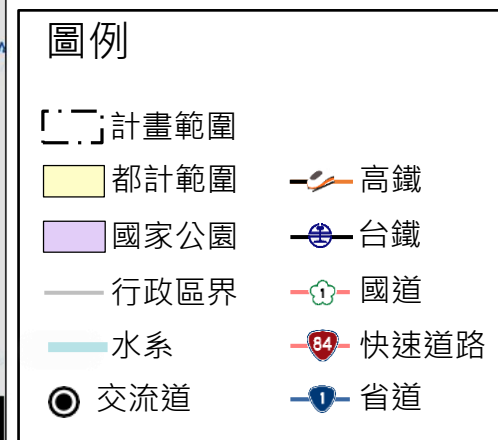 圖例
計畫範圍
都計範圍
國家公園
行政區界
水系
交流道
高鐵
台鐵
1 國道
84 快速道路
1 省道